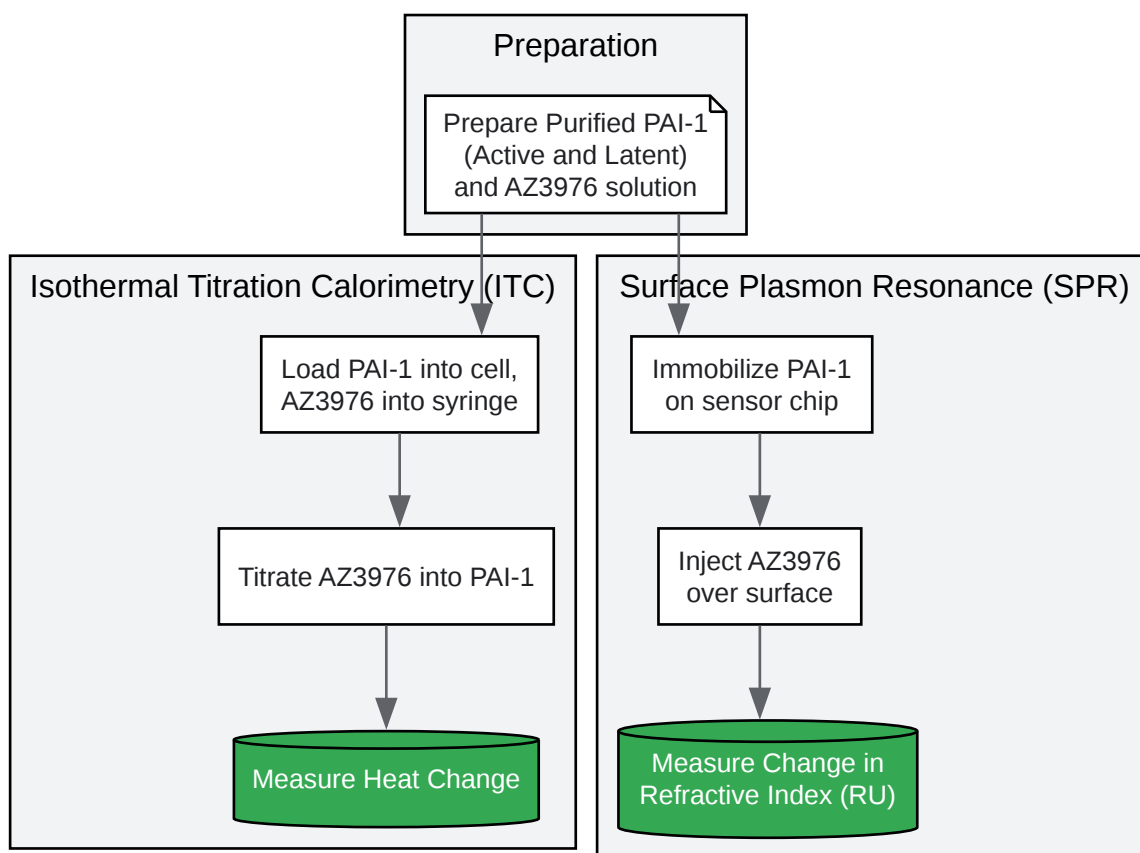 Preparation
Prepare Purified PAI-1
(Active and Latent)
and AZ3976 solution
Isothermal Titration Calorimetry (ITC)
Load PAI-1 into cell,
AZ3976 into syringe
Titrate AZ3976 into PAI-1
Measure Heat Change
Surface Plasmon Resonance (SPR)
Immobilize PAI-1
on sensor chip
Inject AZ3976
over surface
Measure Change in
Refractive Index (RU)